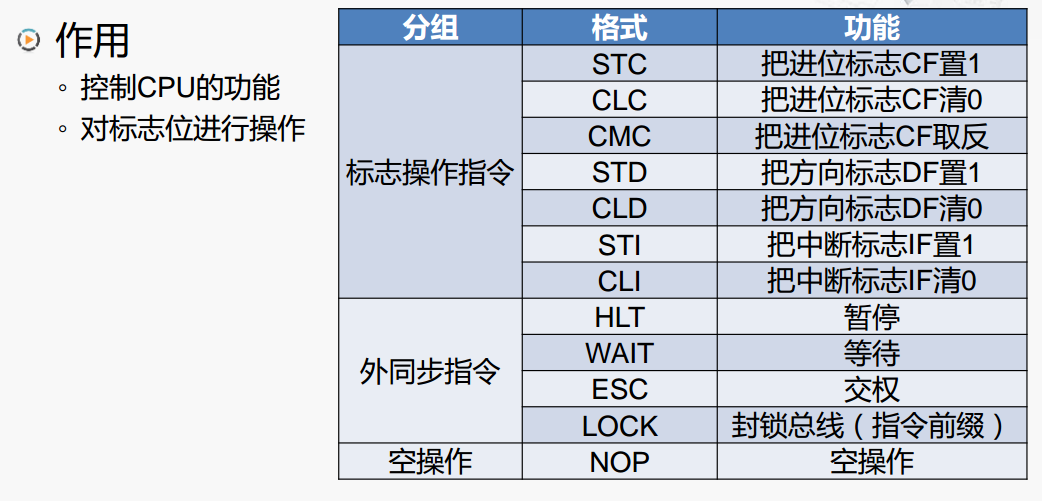 作用
控制CPU的功能
对标志位进行操作
分组 格式 功能
标志操作指令
STC 把进位标志CF置1
CLC 把进位标志CF清0
CMC 把进位标志CF取反
STD 把方向标志DF置1
CLD 把方向标志DF清0
STI 把中断标志IF置1
CLI 把中断标志IF清0
外同步指令
HLT 暂停
WAIT 等待
ESC 交权
LOCK 封锁总线（指令前缀）
空操作 NOP 空操作